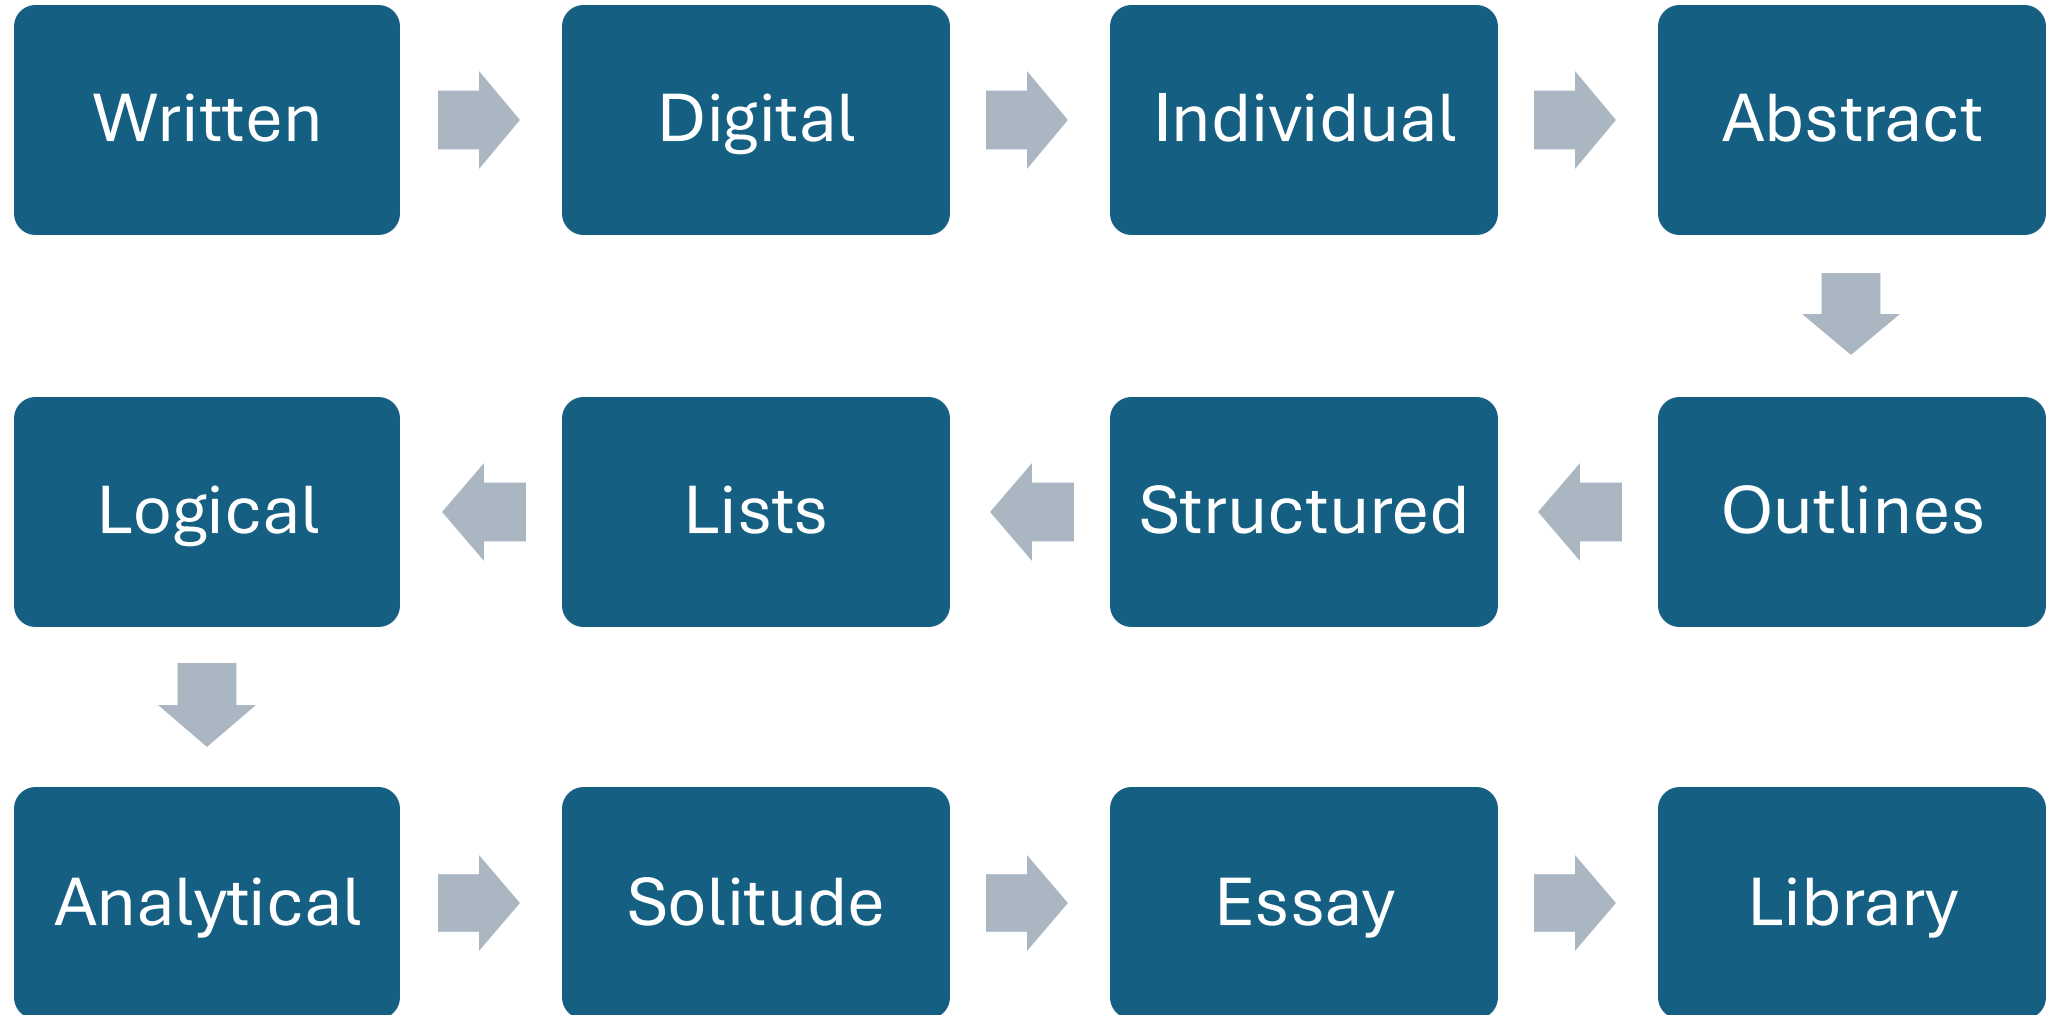 Written
Digital
Individual
Abstract
Outlines
Structured
Lists
Logical
Analytical
Solitude
Essay
Library